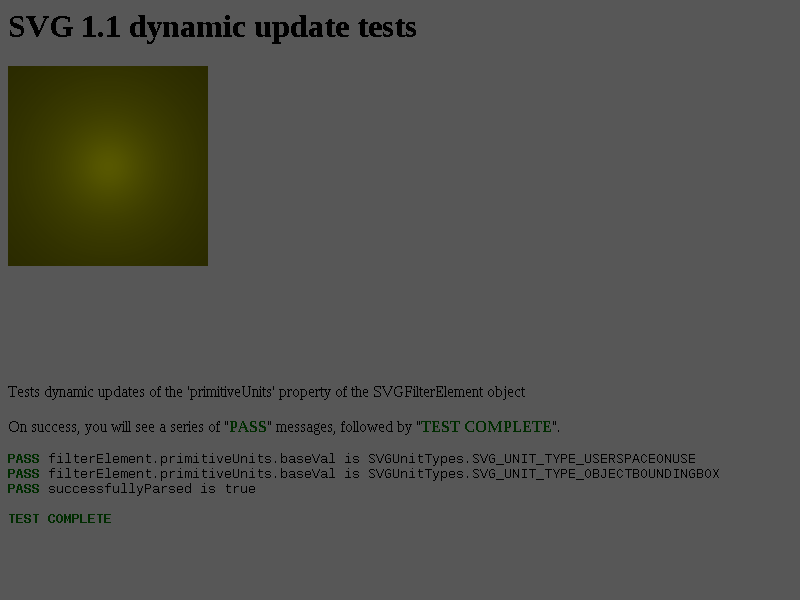 SVG 1.1 dynamic update tests
Tests dynamic updates of the 'primitiveUnits' property of the SVGFilterElement object
On success, you will see a series of "PASS" messages, followed by "TEST COMPLETE".
PASS filterElement.primitiveUnits.baseVal is SVGUnitTypes.SVG_UNIT_TYPE_USERSPACEONUSE
PASS filterElement.primitiveUnits.baseVal is SVGUnitTypes.SVG_UNIT_TYPE_OBJECTBOUNDINGBOX
PASS successfullyParsed is true
TEST COMPLETE